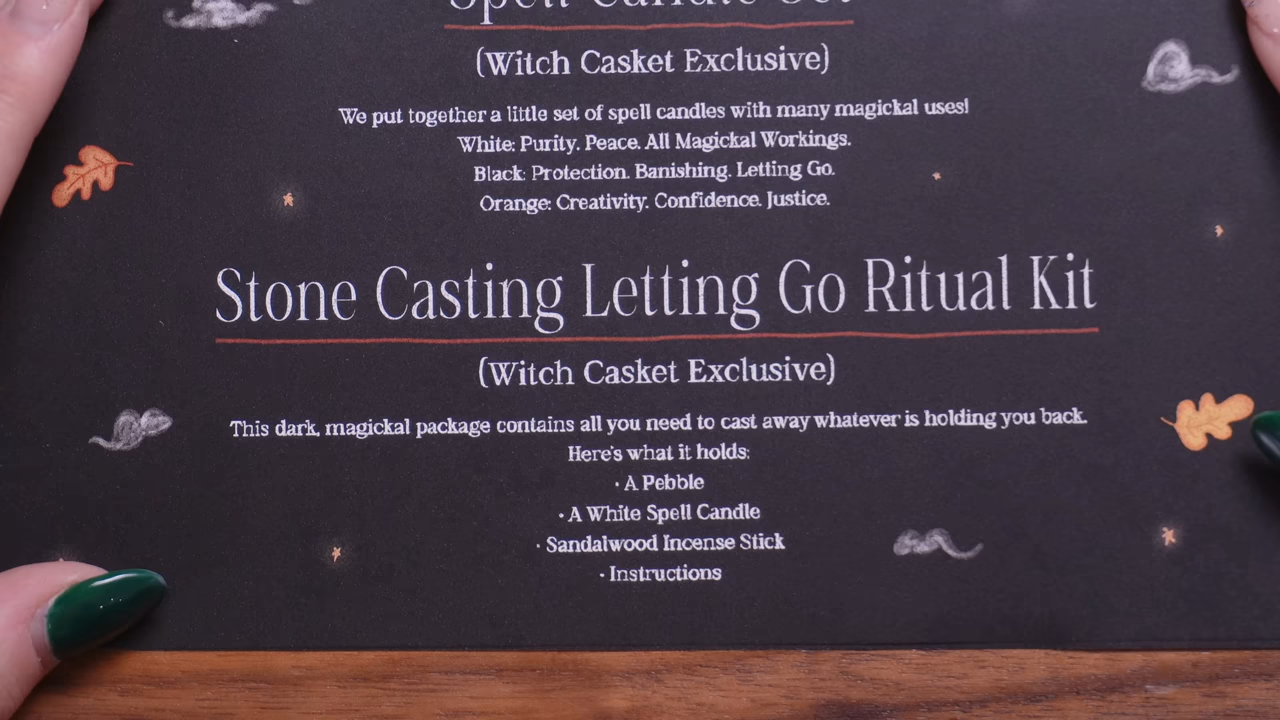 Spell Candle Set
(Witch Casket Exclusive)
We put together a little set of spell candles with many magickal uses!
White: Purity. Peace. All Magickal Workings.
Black: Protection. Banishing. Letting Go.
Orange: Creativity. Confidence. Justice.
Stone Casting Letting Go Ritual Kit
(Witch Casket Exclusive)
This dark, magickal package contains all you need to cast away whatever is holding you back.
Here's what it holds:
· A Pebble
· A White Spell Candle
· Sandalwood Incense Stick
· Instructions